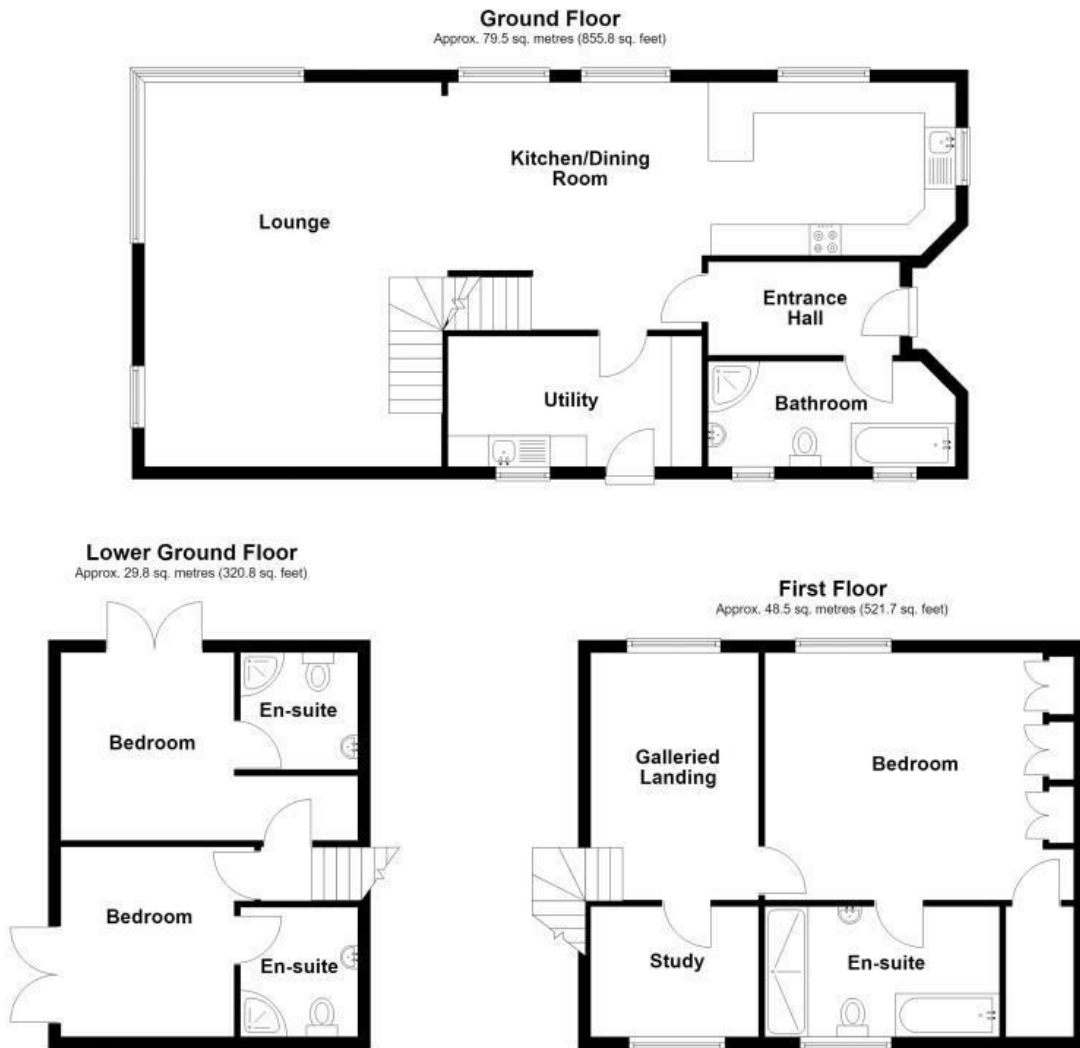 Ground Floor
Approx. 79.5 sq. metres (855.8 sq. feet)
Kitchen/Dining
Room
Lounge
Entrance
Hall
Utility
Bathroom
Lower Ground Floor
Approx. 29.8 sq. metres (320.8 sq. feet)
En-suite
Bedroom
Bedroom
En-suite
First Floor
Approx. 48.5 sq. metres (521.7 sq. feet)
Galleried
Landing
Bedroom
Study
En-suite